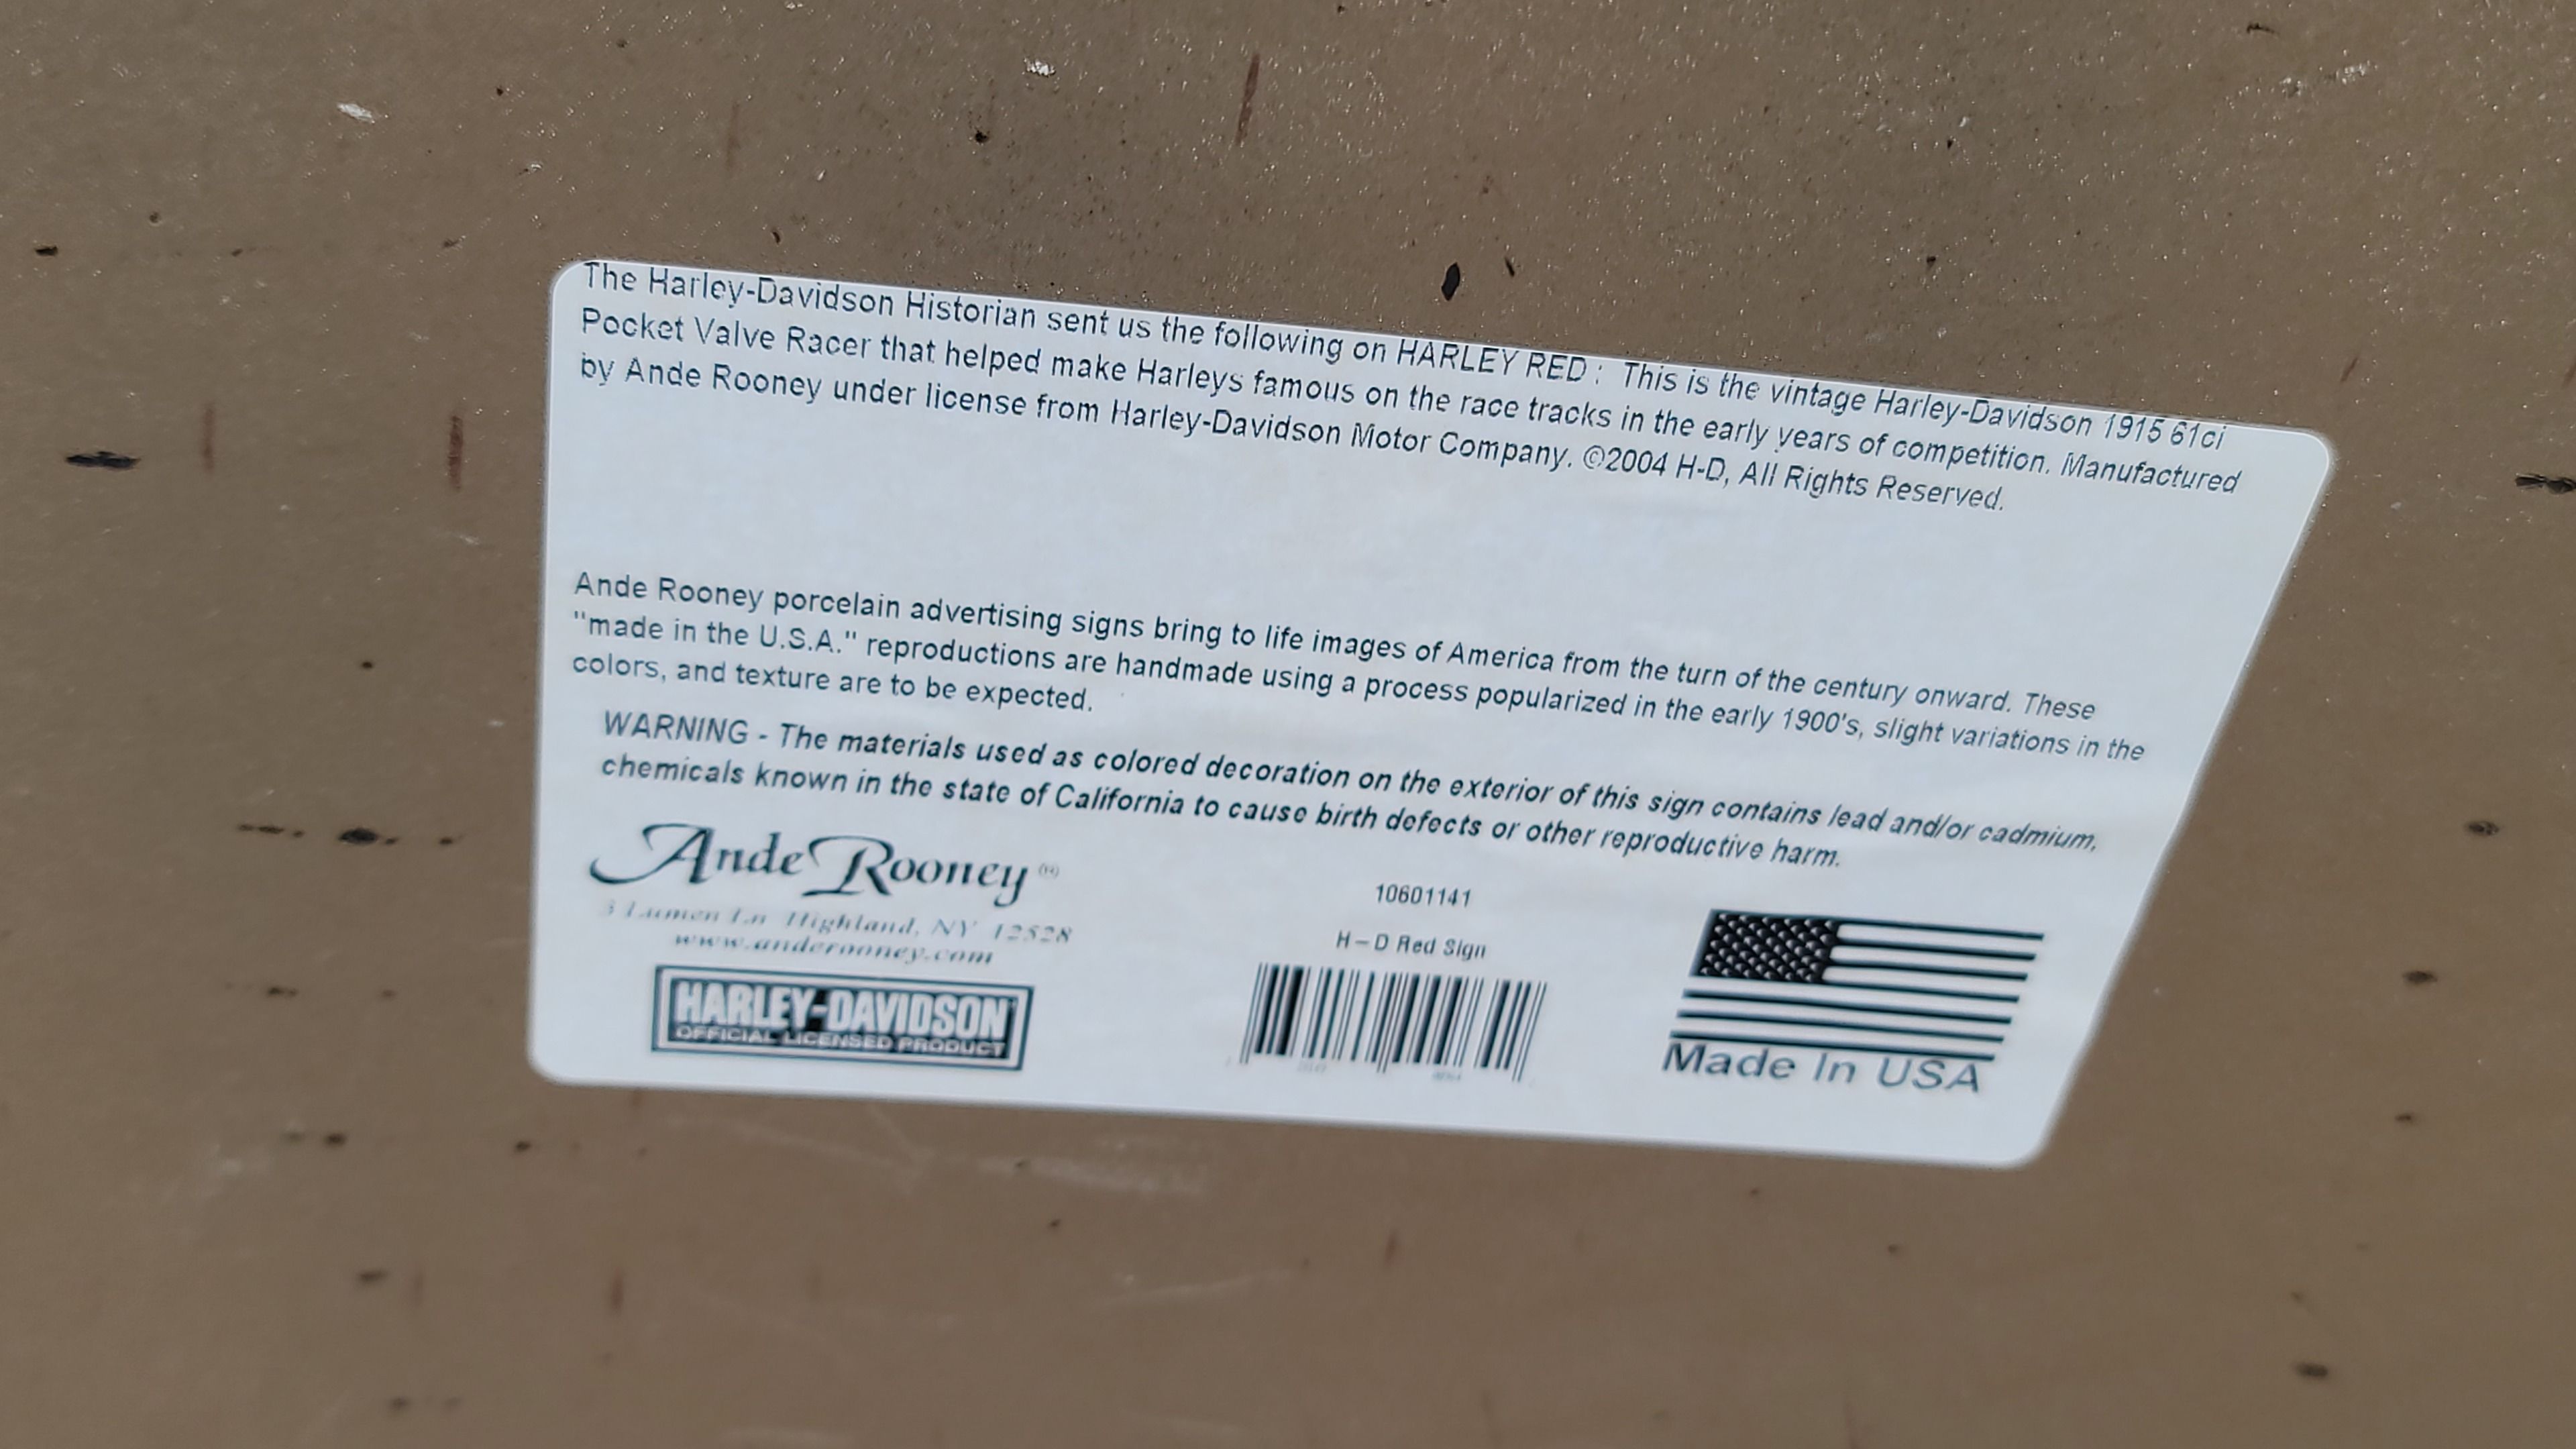 The Harley-Davidson Historian sent us the following on HARLEY RED : This is the vintage Harley-Davidson 1915 61ci
Pocket Valve Racer that helped make Harleys famous on the race tracks in the early years of competition. Manufactured
by Ande Rooney under license from Harley-Davidson Motor Company. ©2004 H-D, All Rights Reserved.
Ande Rooney porcelain advertising signs bring to life images of America from the turn of the century onward. These
"made in the U.S.A." reproductions are handmade using a process popularized in the early 1900's, slight variations in the
colors, and texture are to be expected.
WARNING - The materials used as colored decoration on the exterior of this sign contains lead and/or cadmium,
chemicals known in the state of California to cause birth defects or other reproductive harm.
Ande Rooney
3 Lumen Ln Highland, NY 12528
www.anderooney.com
HARLEY-DAVIDSON
OFFICIAL LICENSED PRODUCT
10601141
H-D Red Sign
Made In USA